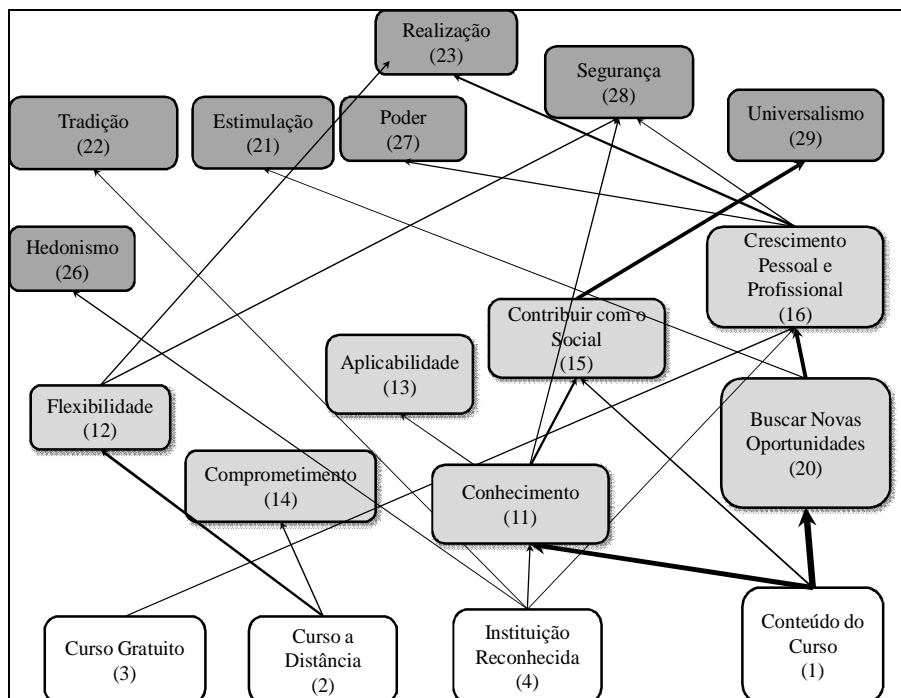 Realização
(23)
Segurança
(28)
Tradição
(22)
Estimulação
(21)
Poder
(27)
Universalismo
(29)
Hedonismo
(26)
Crescimento
Pessoal e
Profissional
(16)
Contribuir com o
Social
(15)
Aplicabilidade
(13)
Flexibilidade
(12)
Buscar Novas
Oportunidades
(20)
Comprometimento
(14)
Conhecimento
(11)
Curso Gratuito
(3)
Curso a
Distância
(2)
Instituição
Reconhecida
(4)
Conteúdo do
Curso
(1)